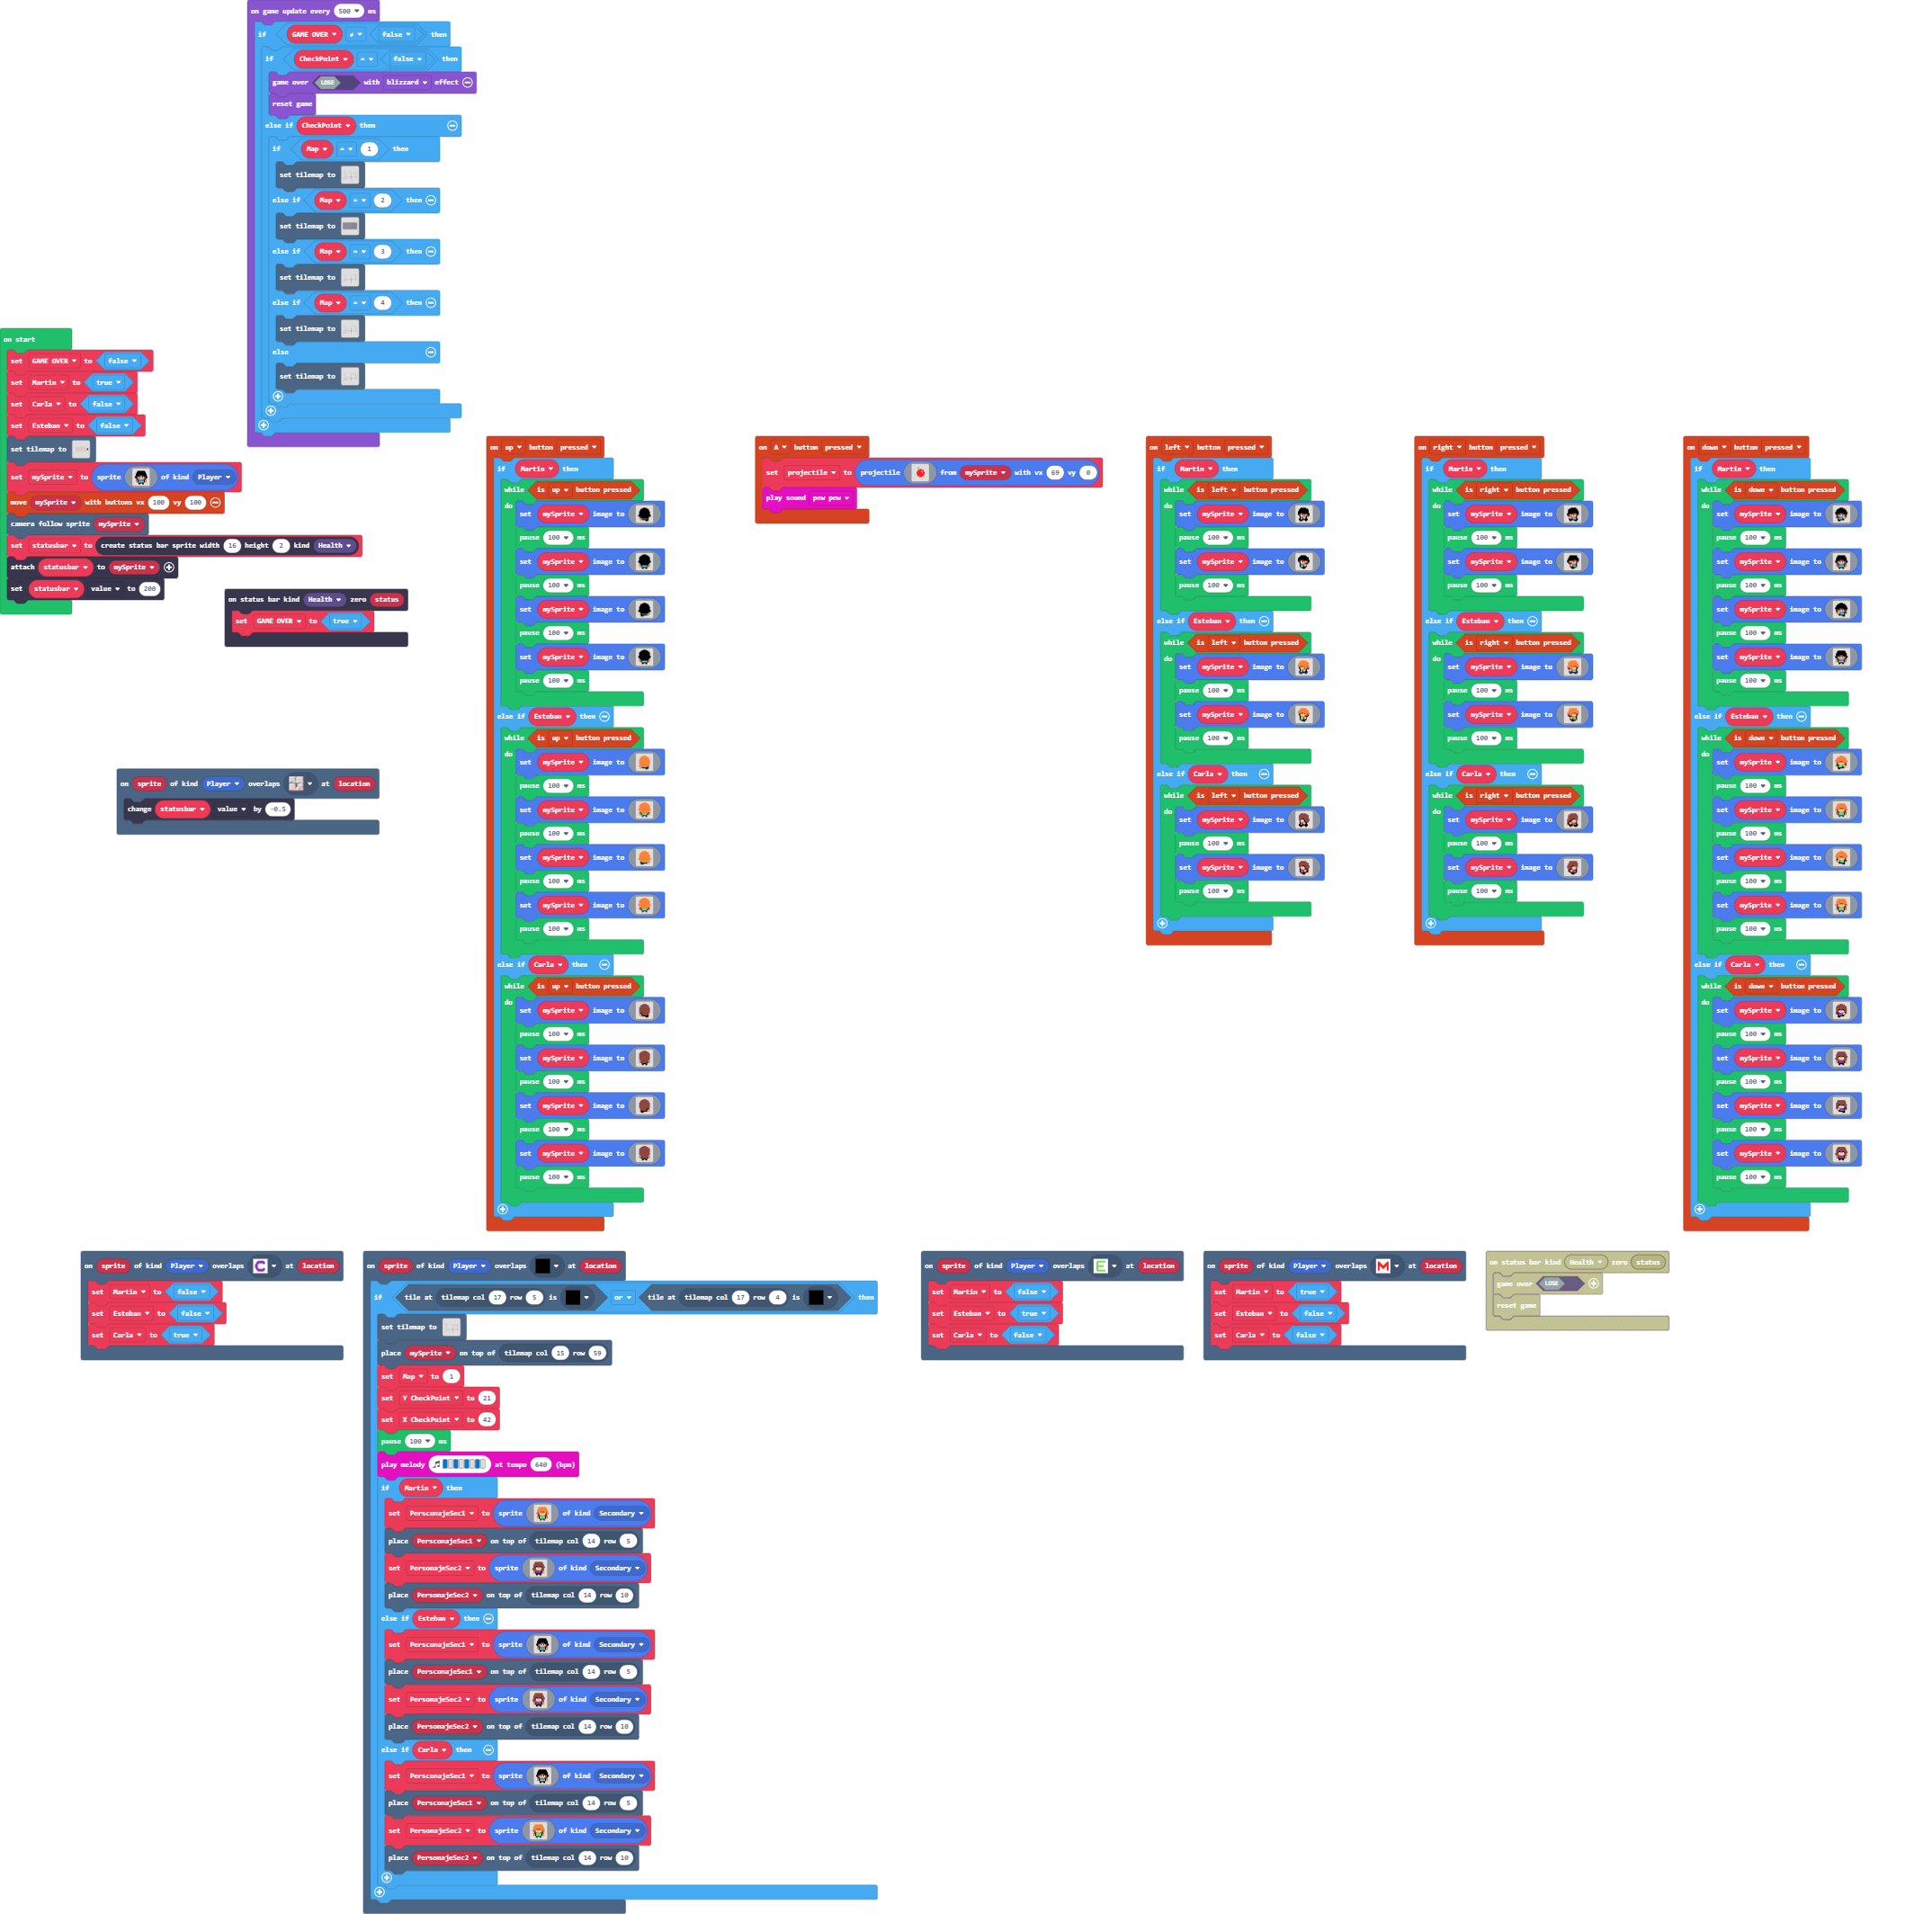 on game update every 500 ms
if GAME OVER ≠ false then
if CheckPoint = false then
game over LOSE with blizzard effect
reset game
else if CheckPoint then
if Map = 1 then
set tilemap to
else if Map = 2 then
set tilemap to
else if Map = 3 then
set tilemap to
else if Map = 4 then
set tilemap to
else
set tilemap to
on start
set GAME OVER to false
set Martin to true
set Carla to false
set Esteban to false
set tilemap to
set mySprite to sprite of kind Player
move mySprite with buttons vx 100 vy 100
camera follow sprite mySprite
set statusbar to create status bar sprite width 16 height 2 kind Health
attach statusbar to mySprite
set statusbar value to 200
on status bar kind Health zero status
set GAME OVER to true
on sprite of kind Player overlaps at location
change statusbar value by -0.5
on up button pressed
if Martin then
while is up button pressed
do set mySprite image to
pause 100 ms
set mySprite image to
pause 100 ms
set mySprite image to
pause 100 ms
set mySprite image to
pause 100 ms
else if Esteban then
while is up button pressed
do set mySprite image to
pause 100 ms
set mySprite image to
pause 100 ms
set mySprite image to
pause 100 ms
set mySprite image to
pause 100 ms
else if Carla then
while is up button pressed
do set mySprite image to
pause 100 ms
set mySprite image to
pause 100 ms
set mySprite image to
pause 100 ms
set mySprite image to
pause 100 ms
on A button pressed
set projectile to projectile from mySprite with vx 69 vy 0
play sound pew pew
on left button pressed
if Martin then
while is left button pressed
do set mySprite image to
pause 100 ms
set mySprite image to
pause 100 ms
else if Esteban then
while is left button pressed
do set mySprite image to
pause 100 ms
set mySprite image to
pause 100 ms
else if Carla then
while is left button pressed
do set mySprite image to
pause 100 ms
set mySprite image to
pause 100 ms
on right button pressed
if Martin then
while is right button pressed
do set mySprite image to
pause 100 ms
set mySprite image to
pause 100 ms
else if Esteban then
while is right button pressed
do set mySprite image to
pause 100 ms
set mySprite image to
pause 100 ms
else if Carla then
while is right button pressed
do set mySprite image to
pause 100 ms
set mySprite image to
pause 100 ms
on down button pressed
if Martin then
while is down button pressed
do set mySprite image to
pause 100 ms
set mySprite image to
pause 100 ms
set mySprite image to
pause 100 ms
set mySprite image to
pause 100 ms
else if Esteban then
while is down button pressed
do set mySprite image to
pause 100 ms
set mySprite image to
pause 100 ms
set mySprite image to
pause 100 ms
set mySprite image to
pause 100 ms
else if Carla then
while is down button pressed
do set mySprite image to
pause 100 ms
set mySprite image to
pause 100 ms
set mySprite image to
pause 100 ms
set mySprite image to
pause 100 ms
on sprite of kind Player overlaps C at location
set Martin to false
set Esteban to false
set Carla to true
on sprite of kind Player overlaps at location
if tile at tilemap col 17 row 5 is or tile at tilemap col 17 row 4 is then
set tilemap to
place mySprite on top of tilemap col 15 row 59
set Map to 1
set Y CheckPoint to 21
set X CheckPoint to 42
pause 100 ms
play melody at tempo 640 (bpm)
if Martin then
set PersconajeSec1 to sprite of kind Secondary
place PersconajeSec1 on top of tilemap col 14 row 5
set PersonajeSec2 to sprite of kind Secondary
place PersonajeSec2 on top of tilemap col 14 row 10
else if Esteban then
set PersconajeSec1 to sprite of kind Secondary
place PersconajeSec1 on top of tilemap col 14 row 5
set PersonajeSec2 to sprite of kind Secondary
place PersonajeSec2 on top of tilemap col 14 row 10
else if Carla then
set PersconajeSec1 to sprite of kind Secondary
place PersconajeSec1 on top of tilemap col 14 row 5
set PersonajeSec2 to sprite of kind Secondary
place PersonajeSec2 on top of tilemap col 14 row 10
on sprite of kind Player overlaps E at location
set Martin to false
set Esteban to true
set Carla to false
on sprite of kind Player overlaps M at location
set Martin to true
set Esteban to false
set Carla to false
on status bar kind Health zero status
game over LOSE
reset game